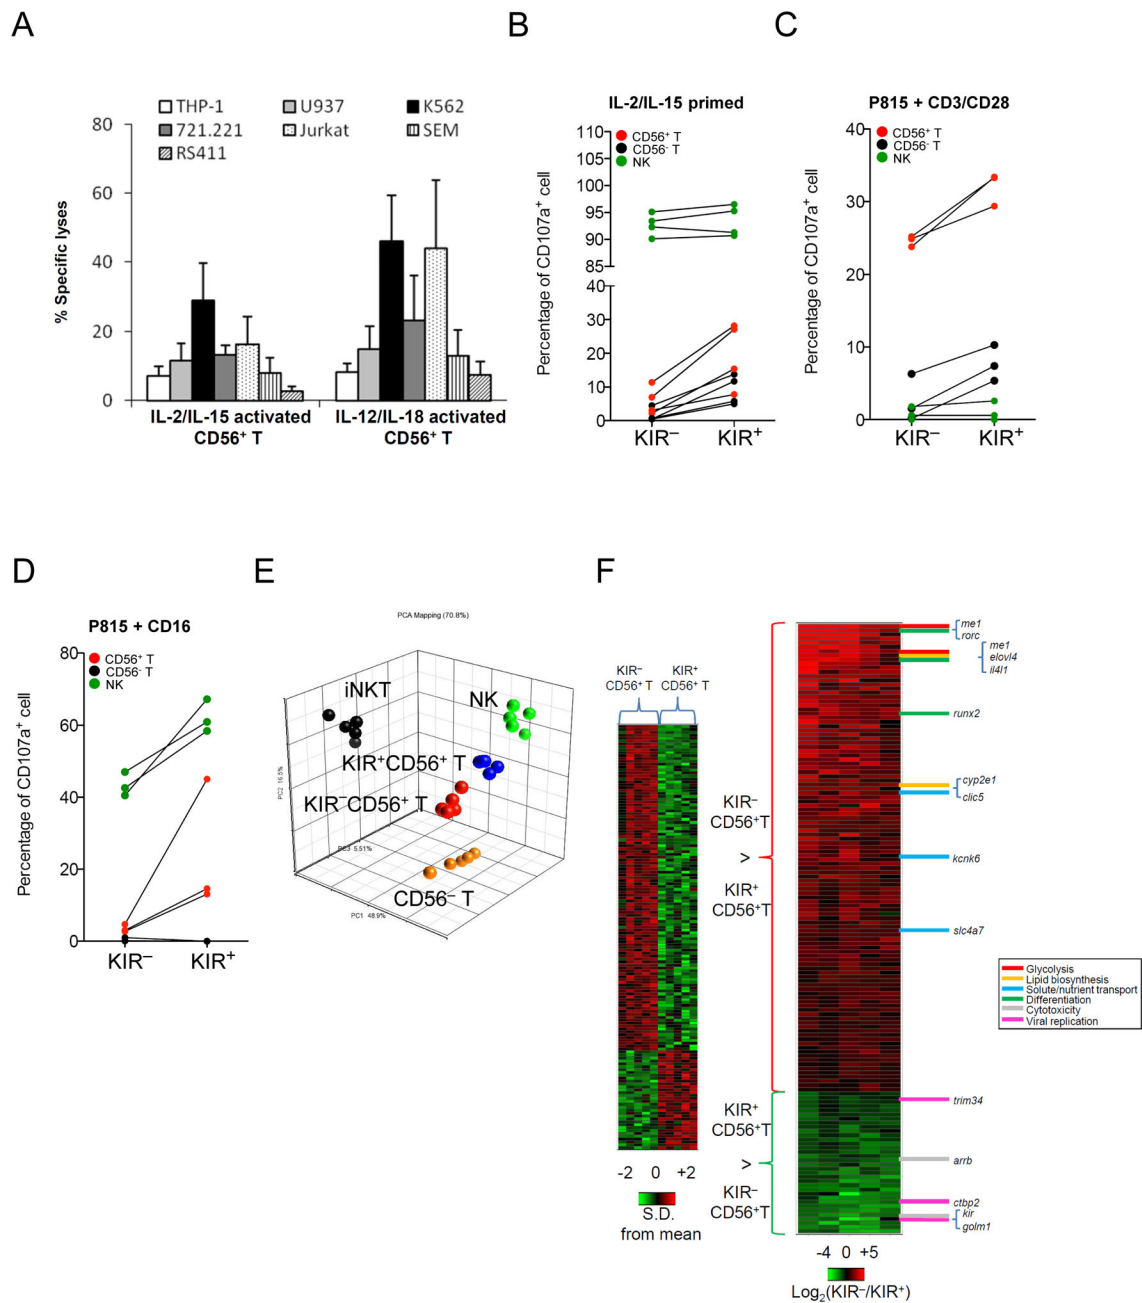 A
THP-1
U937
K562
721.221
Jurkat
SEM
RS411
80
60
40
20
0
% Specific lyses
IL-2/IL-15 activated
CD56⁺ T
IL-12/IL-18 activated
CD56⁺ T
B
IL-2/IL-15 primed
CD56⁺ T
CD56⁻ T
NK
110
105
100
95
90
85
40
30
20
10
0
Percentage of CD107a⁺ cell
KIR⁻
KIR⁺
C
P815 + CD3/CD28
CD56⁺ T
CD56⁻ T
NK
40
30
20
10
0
Percentage of CD107a⁺ cell
KIR⁻
KIR⁺
D
P815 + CD16
CD56⁺ T
CD56⁻ T
NK
80
60
40
20
0
Percentage of CD107a⁺ cell
KIR⁻
KIR⁺
E
PCA Mapping (70.8%)
iNKT
NK
KIR⁺CD56⁺ T
KIR⁻CD56⁺ T
CD56⁻ T
PC2 16.5%
PC3 5.51%
PC1 48.9%
F
KIR⁻
CD56⁺T
KIR⁺
CD56⁺T
-2 0 +2
S.D.
from mean
KIR⁻
CD56⁺T
>
KIR⁺
CD56⁺T
KIR⁺
CD56⁺T
>
KIR⁻
CD56⁺T
me1
rorc
me1
elovl4
il4l1
runx2
cyp2e1
clic5
kcnk6
slc4a7
trim34
arrb
ctbp2
kir
golm1
-4 0 +5
Log₂(KIR⁻/KIR⁺)
Glycolysis
Lipid biosynthesis
Solute/nutrient transport
Differentiation
Cytotoxicity
Viral replication